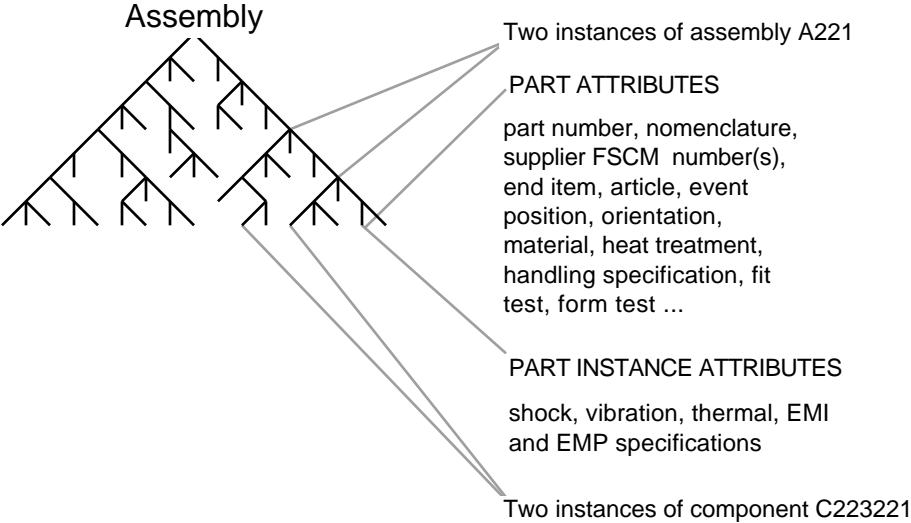 Assembly
Two instances of assembly A221
PART ATTRIBUTES
part number, nomenclature,
supplier FSCM number(s),
end item, article, event
position, orientation,
material, heat treatment,
handling specification, fit
test, form test ...
PART INSTANCE ATTRIBUTES
shock, vibration, thermal, EMI
and EMP specifications
Two instances of component C223221